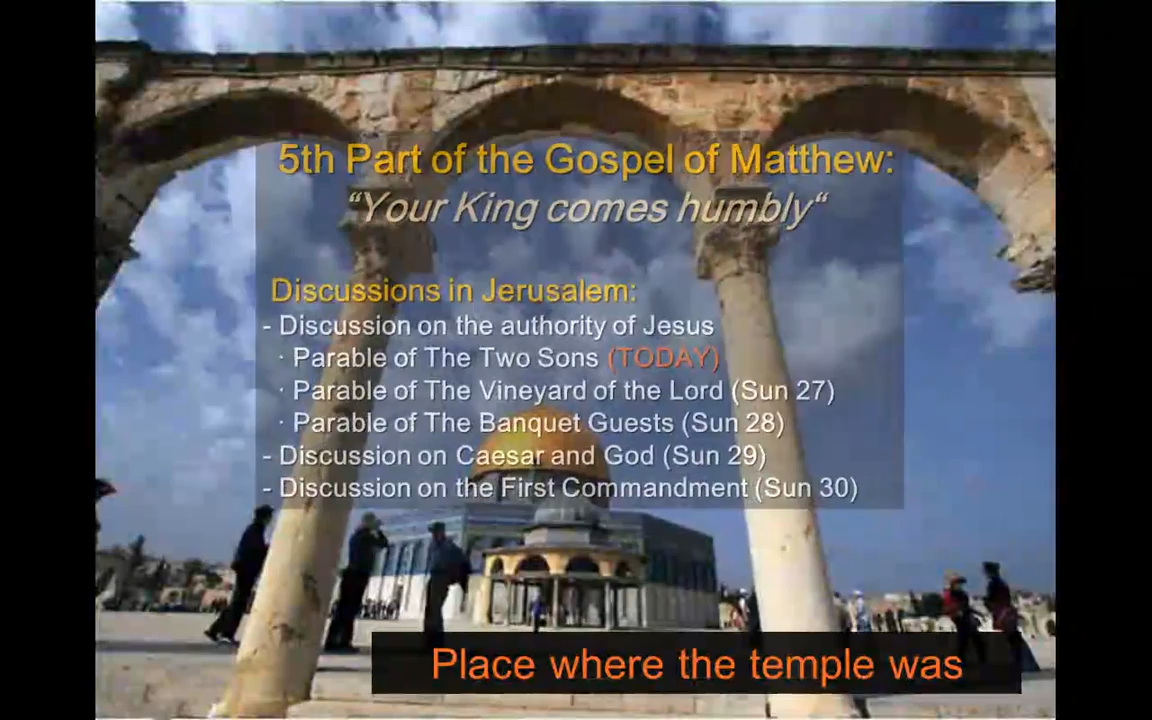 5th Part of the Gospel of Matthew:
“Your King comes humbly“
Discussions in Jerusalem:
- Discussion on the authority of Jesus
· Parable of The Two Sons (TODAY)
· Parable of The Vineyard of the Lord (Sun 27)
· Parable of The Banquet Guests (Sun 28)
- Discussion on Caesar and God (Sun 29)
- Discussion on the First Commandment (Sun 30)
Place where the temple was